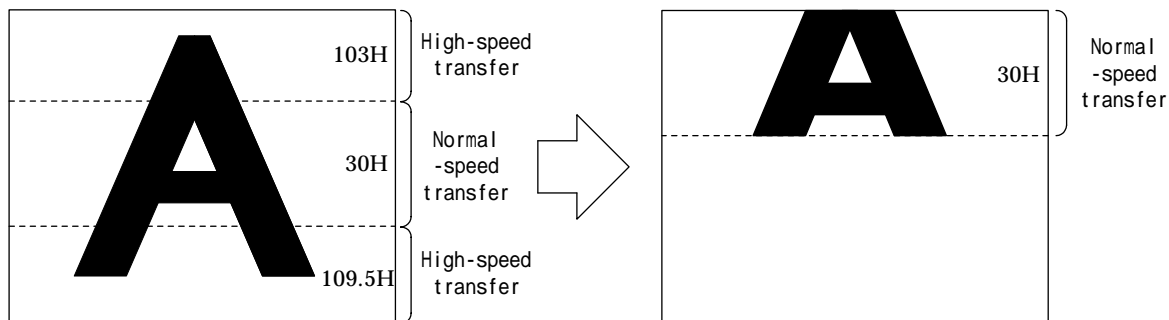 103H
High-speed
transfer
30H
Normal
-speed
transfer
109.5H
High-speed
transfer
30H
Normal
-speed
transfer